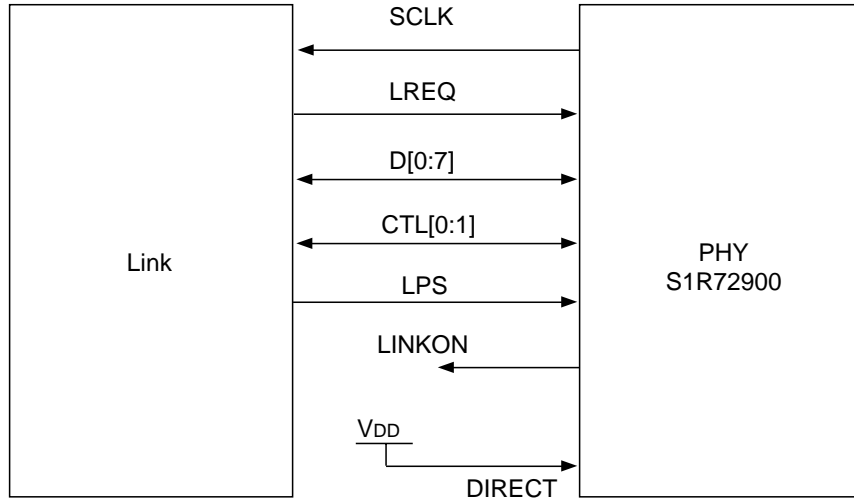 SCLK
LREQ
D[0:7]
CTL[0:1]
Link
PHY
S1R72900
LPS
LINKON
VDD
DIRECT